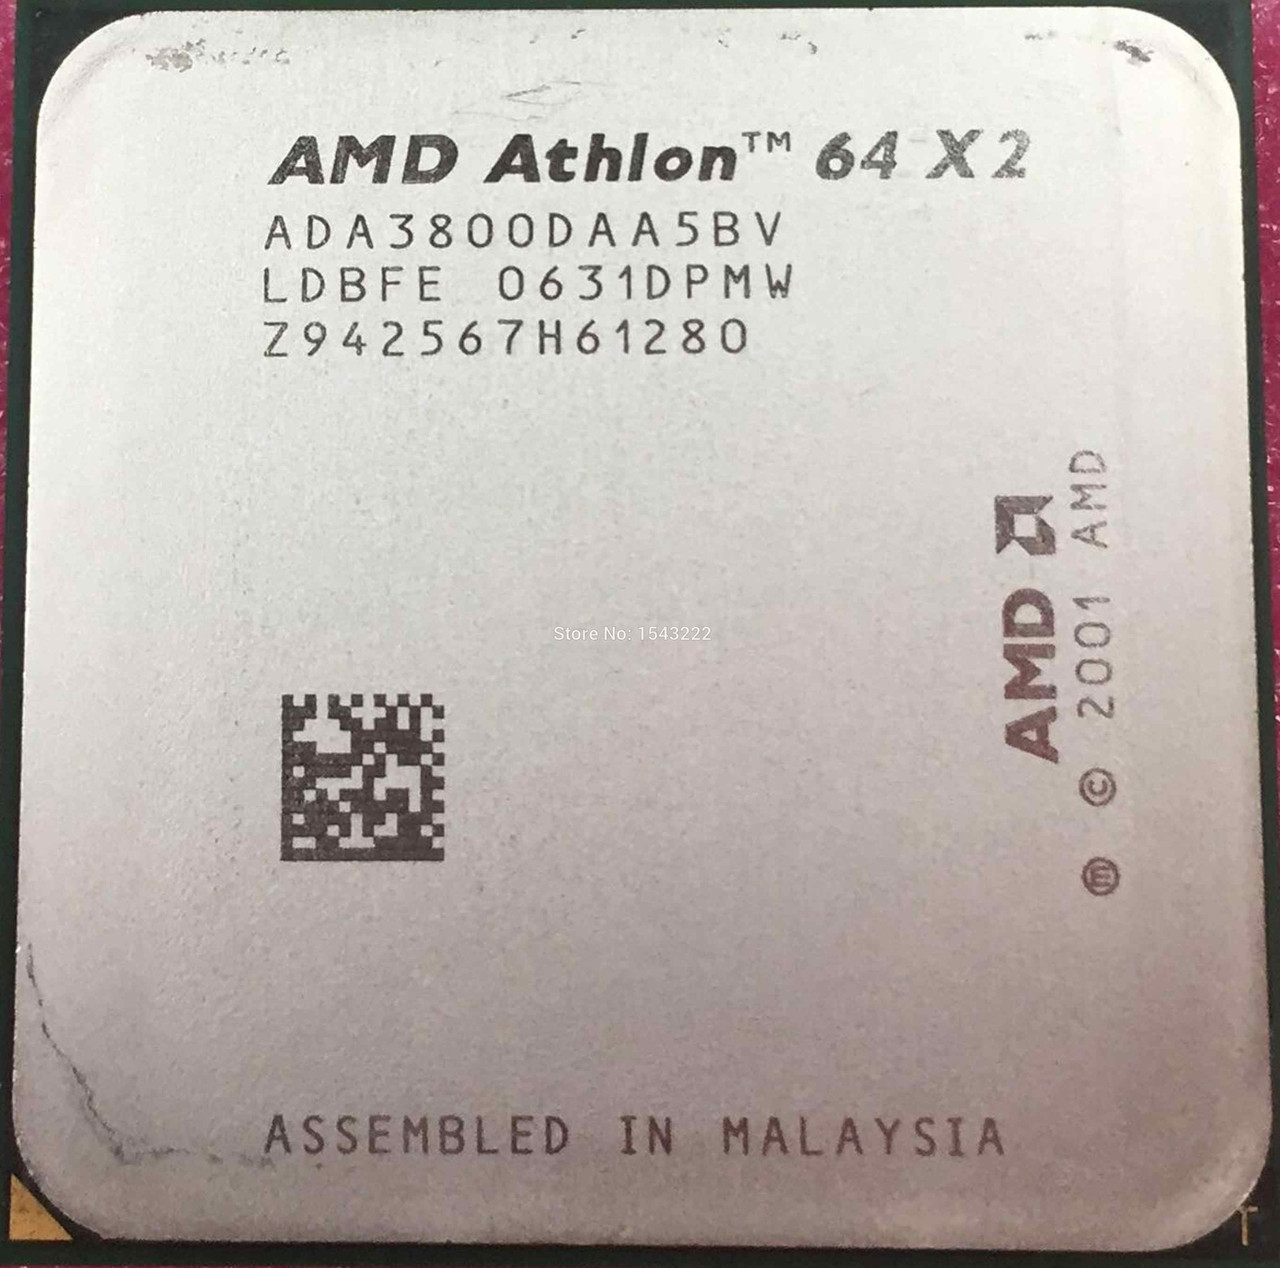 AMD Athlon™ 64 X2
ADA3800DAA5BV
LDBFE 0631DPMW
Z942567H61280
AMD
ⓜ © 2001 AMD
Store No: 1543222
ASSEMBLED IN MALAYSIA
T